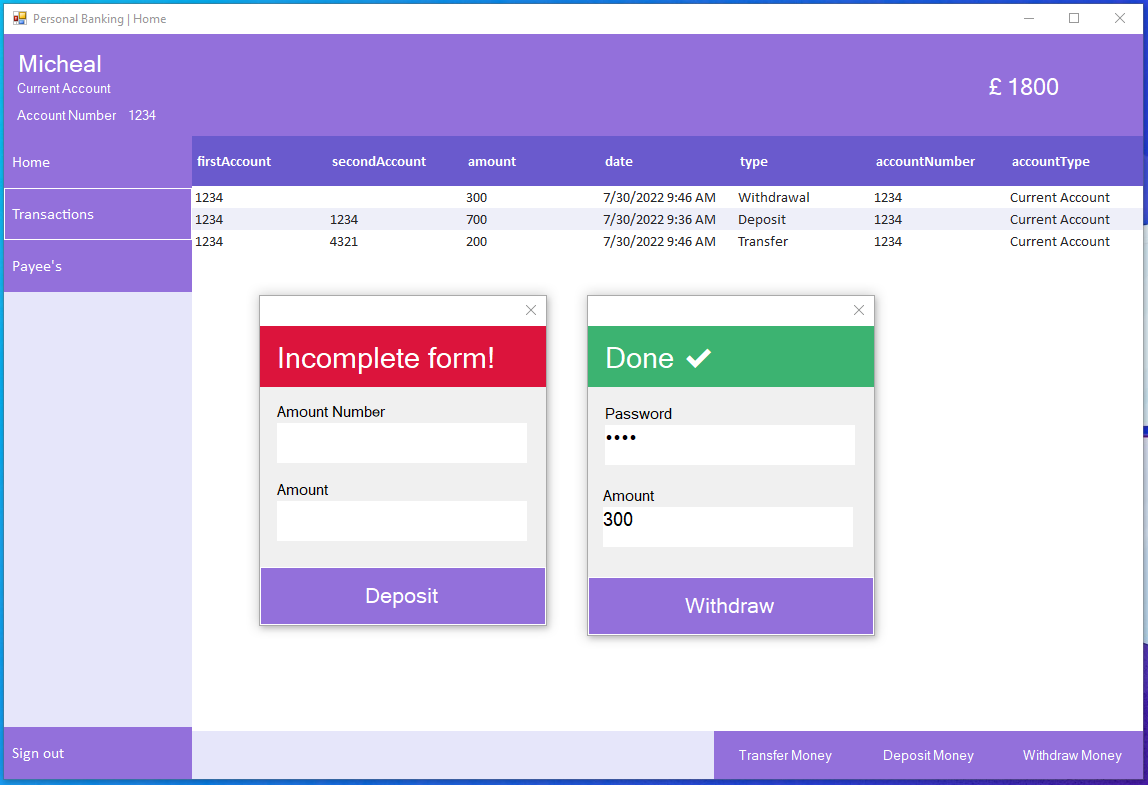 Personal Banking | Home
Micheal
Current Account
Account Number 1234
£ 1800
Home
Transactions
Payee's
firstAccount secondAccount amount date type accountNumber accountType
1234 300 7/30/2022 9:46 AM Withdrawal 1234 Current Account
1234 1234 700 7/30/2022 9:36 AM Deposit 1234 Current Account
1234 4321 200 7/30/2022 9:46 AM Transfer 1234 Current Account
Incomplete form!
Amount Number
Amount
Deposit
Done ✔
Password
••••
Amount
300
Withdraw
Sign out
Transfer Money Deposit Money Withdraw Money